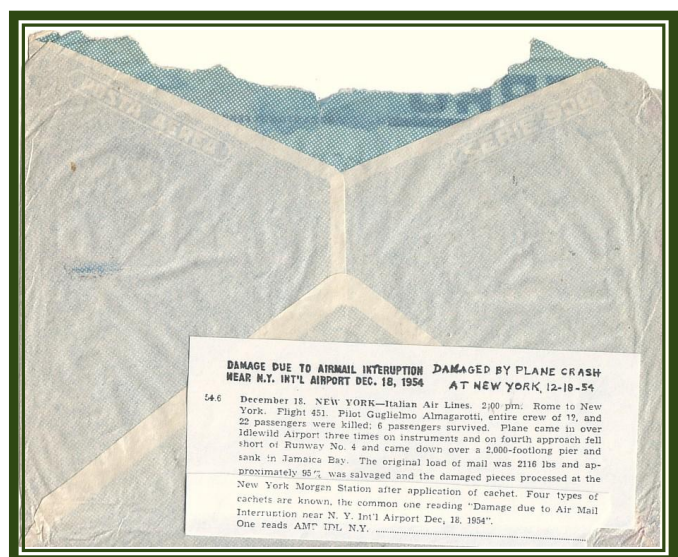 DAMAGE DUE TO AIRMAIL IKTERUPTION
NEAR N.Y. INT'L AIRPORT DEC. 18, 1954
DAMAGED BY PLANE CRASH
AT NEW YORK, 12-18-54
54.6 December 18. NEW YORK—Italian Air Lines. 2:00 pm. Rome to New
York. Flight 451. Pilot Guglielmo Almagarotti, entire crew of 12, and
22 passengers were killed; 6 passengers survived. Plane came in over
Idlewild Airport three times on instruments and on fourth approach fell
short of Runway No. 4 and came down over a 2,000-footlong pier and
sank in Jamaica Bay. The original load of mail was 2116 lbs and ap-
proximately 95% was salvaged and the damaged pieces processed at the
New York Morgan Station after application of cachet. Four types of
cachets are known, the common one reading "Damage due to Air Mail
Interruption near N. Y. Int'l Airport Dec, 18, 1954".
One reads AMF IDL N.Y.